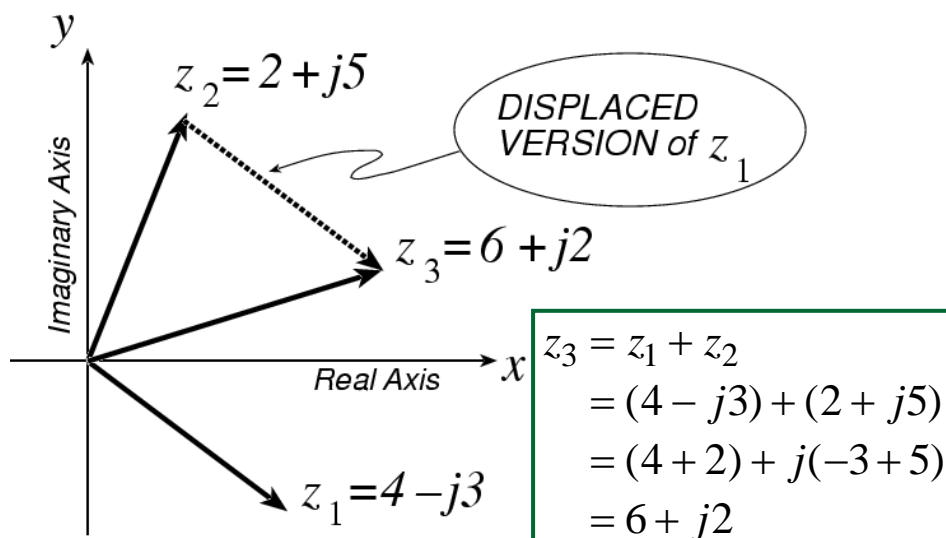 y
z₂ = 2 + j5
DISPLACED
VERSION of z₁
Imaginary Axis
z₃ = 6 + j2
x
Real Axis
z₁ = 4 – j3
z₃ = z₁ + z₂
= (4 − j3) + (2 + j5)
= (4 + 2) + j(−3 + 5)
= 6 + j2